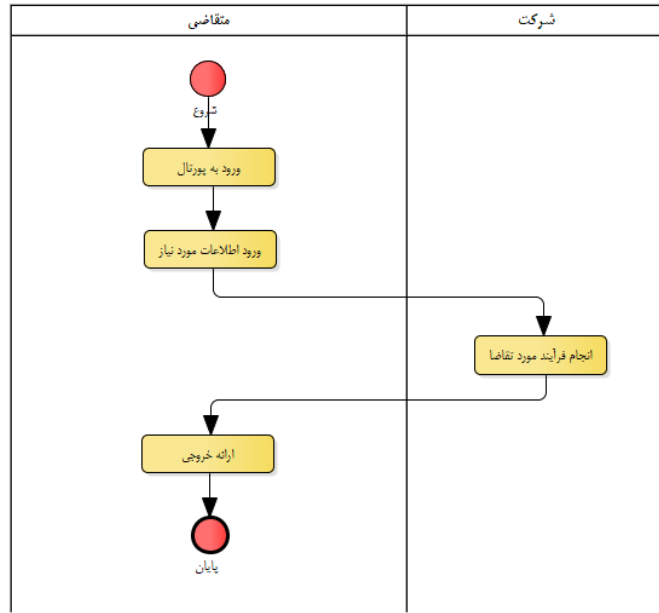 متقاضی
شرکت
شروع
ورود به پورتال
ورود اطلاعات مورد نیاز
انجام فرآیند مورد تقاضا
ارائه خروجی
پایان